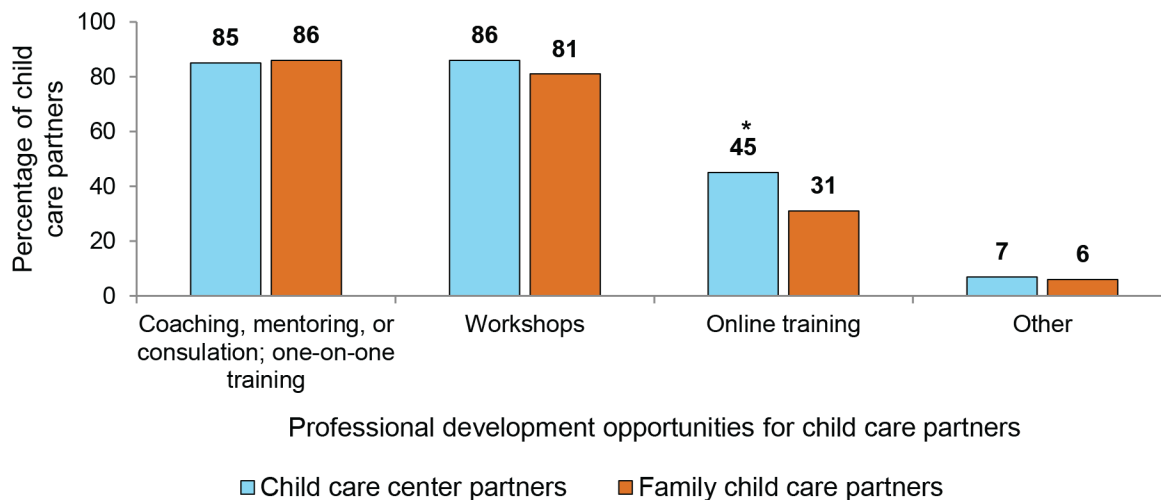 Percentage of child
care partners
100
80
60
40
20
0
85
86
86
81
*
45
31
7
6
Coaching, mentoring, or
consulation; one-on-one
training
Workshops
Online training
Other
Professional development opportunities for child care partners
Child care center partners
Family child care partners